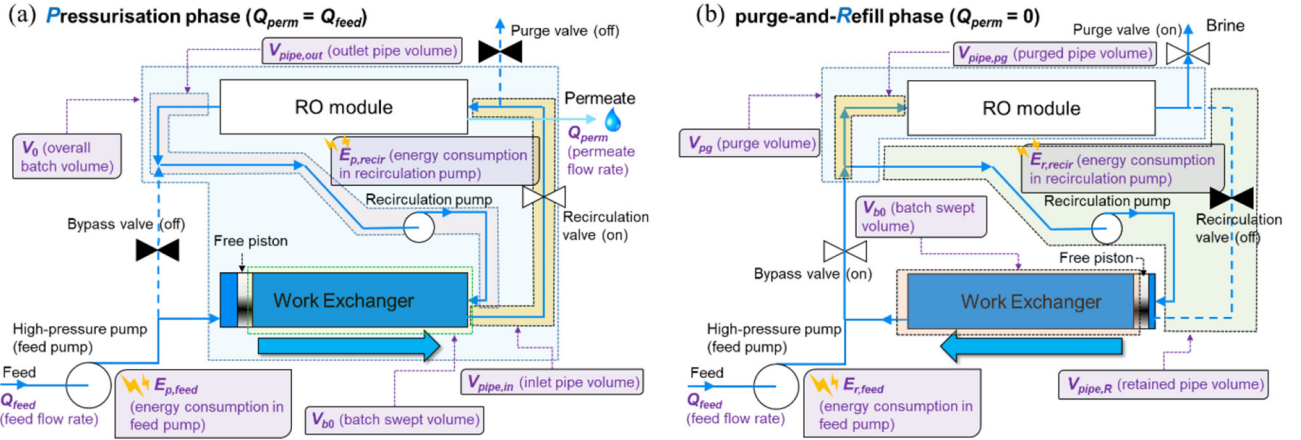 (a) Pressurisation phase (Qperm = Qfeed)
Purge valve (off)
Vpipe,out (outlet pipe volume)
RO module
Permeate
Qperm
(permeate
flow rate)
V0 (overall
batch volume)
Ep,recir (energy consumption
in recirculation pump)
Recirculation pump
Recirculation
valve (on)
Bypass valve (off)
Free piston
Work Exchanger
High-pressure pump
(feed pump)
Feed
Qfeed
(feed flow rate)
Ep,feed
(energy consumption in
feed pump)
Vpipe,in (inlet pipe volume)
Vb0 (batch swept volume)
(b) purge-and-Refill phase (Qperm = 0)
Purge valve (on)
Brine
Vpipe,pg (purged pipe volume)
RO module
Vpg (purge volume)
Er,recir (energy consumption
in recirculation pump)
Recirculation pump
Recirculation
valve (off)
Vb0 (batch swept
volume)
Bypass valve (on)
Free piston
Work Exchanger
High-pressure pump
(feed pump)
Feed
Qfeed
(feed flow rate)
Er,feed
(energy consumption in
feed pump)
Vpipe,R (retained pipe volume)